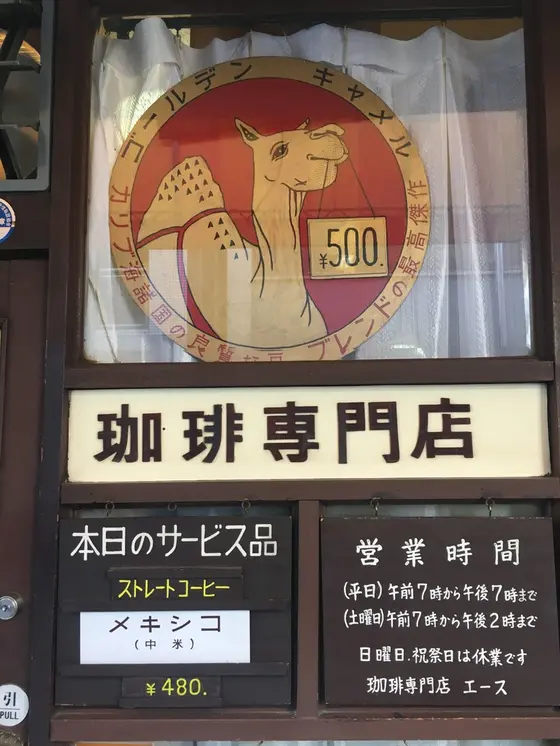 ゴールデン キャメル
¥500.
カリブ海諸国の
ブレンドの最高傑作
珈琲専門店
本日のサービス品
ストレートコーヒー
メキシコ
(中米)
¥480.
営業時間
(平日)午前7時から午後7時まで
(土曜日)午前7時から午後2時まで
日曜日.祝祭日は休業です
珈琲専門店 エース
引
PULL